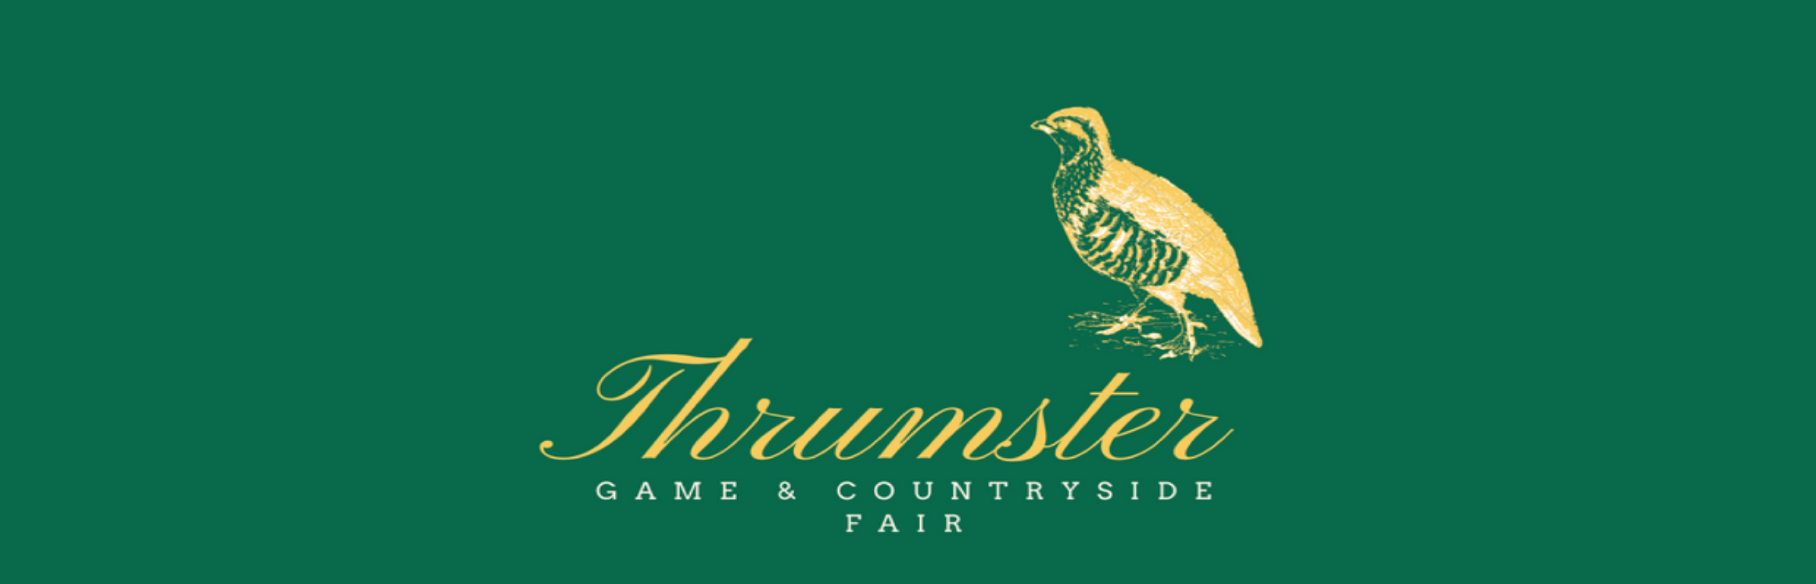 Thrumster
GAME & COUNTRYSIDE
FAIR